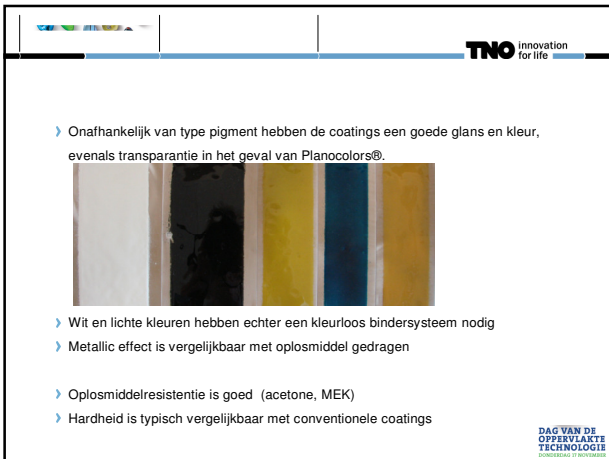 TNO innovation
for life
Onafhankelijk van type pigment hebben de coatings een goede glans en kleur,
evenals transparantie in het geval van Planocolors®.
Wit en lichte kleuren hebben echter een kleurloos bindersysteem nodig
Metallic effect is vergelijkbaar met oplosmiddel gedragen
Oplosmiddelresistentie is goed (acetone, MEK)
Hardheid is typisch vergelijkbaar met conventionele coatings
DAG VAN DE
OPPERVLAKTE
TECHNOLOGIE
DONDERDAG 17 NOVEMBER